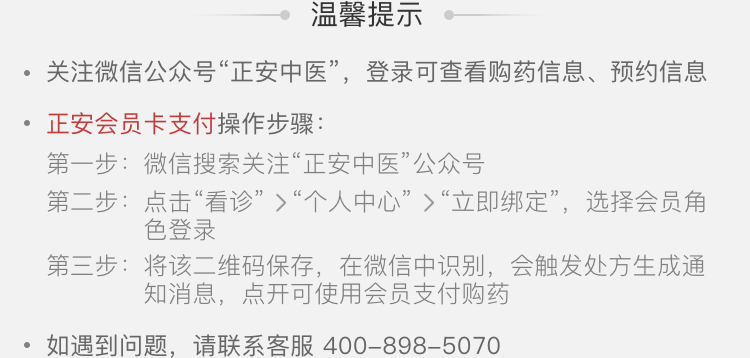 温馨提示
• 关注微信公众号“正安中医”，登录可查看购药信息、预约信息
• 正安会员卡支付操作步骤：
第一步：微信搜索关注“正安中医”公众号
第二步：点击“看诊” >“个人中心” >“立即绑定”，选择会员角
色登录
第三步：将该二维码保存，在微信中识别，会触发处方生成通
知消息，点开可使用会员支付购药
• 如遇到问题，请联系客服 400-898-5070